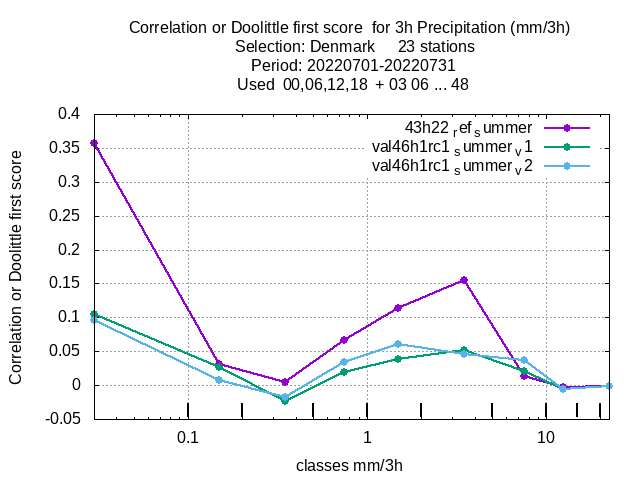 Correlation or Doolittle first score  for 3h Precipitation (mm/3h)
Selection: Denmark     23 stations
Period: 20220701-20220731
Used  00,06,12,18  + 03 06 ... 48
43h22 ref summer
val46h1rc1 summer v1
val46h1rc1 summer v2
0.4
0.35
0.3
0.25
0.2
0.15
0.1
0.05
0
-0.05
Correlation or Doolittle first score
0.1 1 10
classes mm/3h